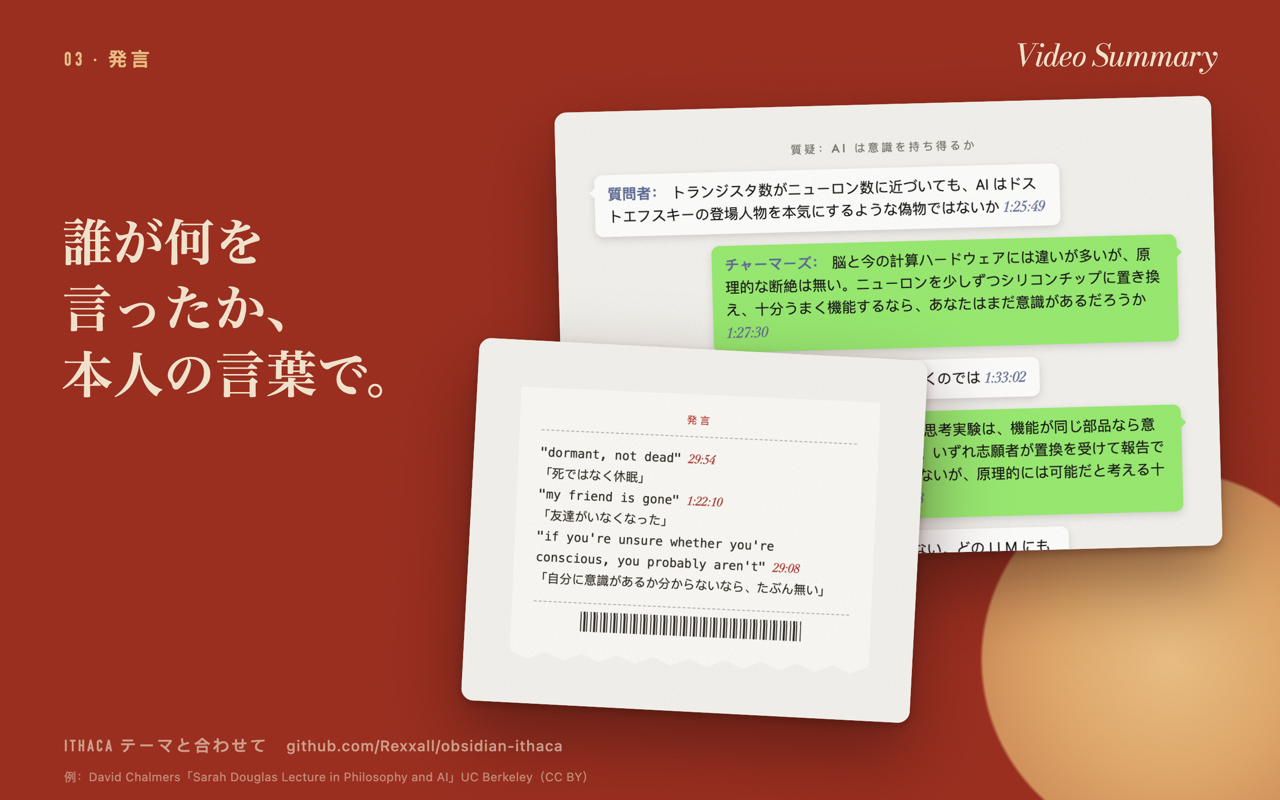 03 · 発言
Video Summary
誰が何を
言ったか、
本人の言葉で。
質疑：AI は意識を持ち得るか
質問者： トランジスタ数がニューロン数に近づいても、AI はドス
トエフスキーの登場人物を本気にするような偽物ではないか 1:25:49
チャーマーズ： 脳と今の計算ハードウェアには違いが多いが、原
理的な断絶は無い。ニューロンを少しずつシリコンチップに置き換
え、十分うまく機能するなら、あなたはまだ意識があるだろうか
1:27:30
くのでは 1:33:02
思考実験は、機能が同じ部品なら意
いずれ志願者が置換を受けて報告で
ないが、原理的には可能だと考える十
ない、どの LLM にも
発言
"dormant, not dead" 29:54
「死ではなく休眠」
"my friend is gone" 1:22:10
「友達がいなくなった」
"if you're unsure whether you're
conscious, you probably aren't" 29:08
「自分に意識があるか分からないなら、たぶん無い」
ITHACA テーマと合わせて github.com/Rexxall/obsidian-ithaca
例：David Chalmers「Sarah Douglas Lecture in Philosophy and AI」UC Berkeley（CC BY）